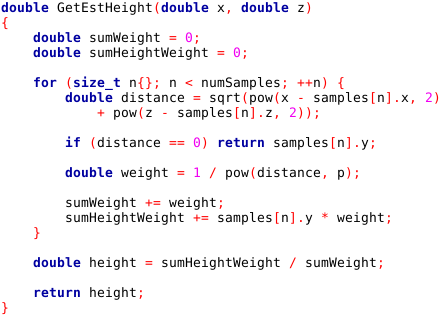 double GetEstHeight(double x, double z)
{
    double sumWeight = 0;
    double sumHeightWeight = 0;

    for (size_t n{}; n < numSamples; ++n) {
        double distance = sqrt(pow(x - samples[n].x, 2)
            + pow(z - samples[n].z, 2));

        if (distance == 0) return samples[n].y;

        double weight = 1 / pow(distance, p);

        sumWeight += weight;
        sumHeightWeight += samples[n].y * weight;
    }

    double height = sumHeightWeight / sumWeight;

    return height;
}